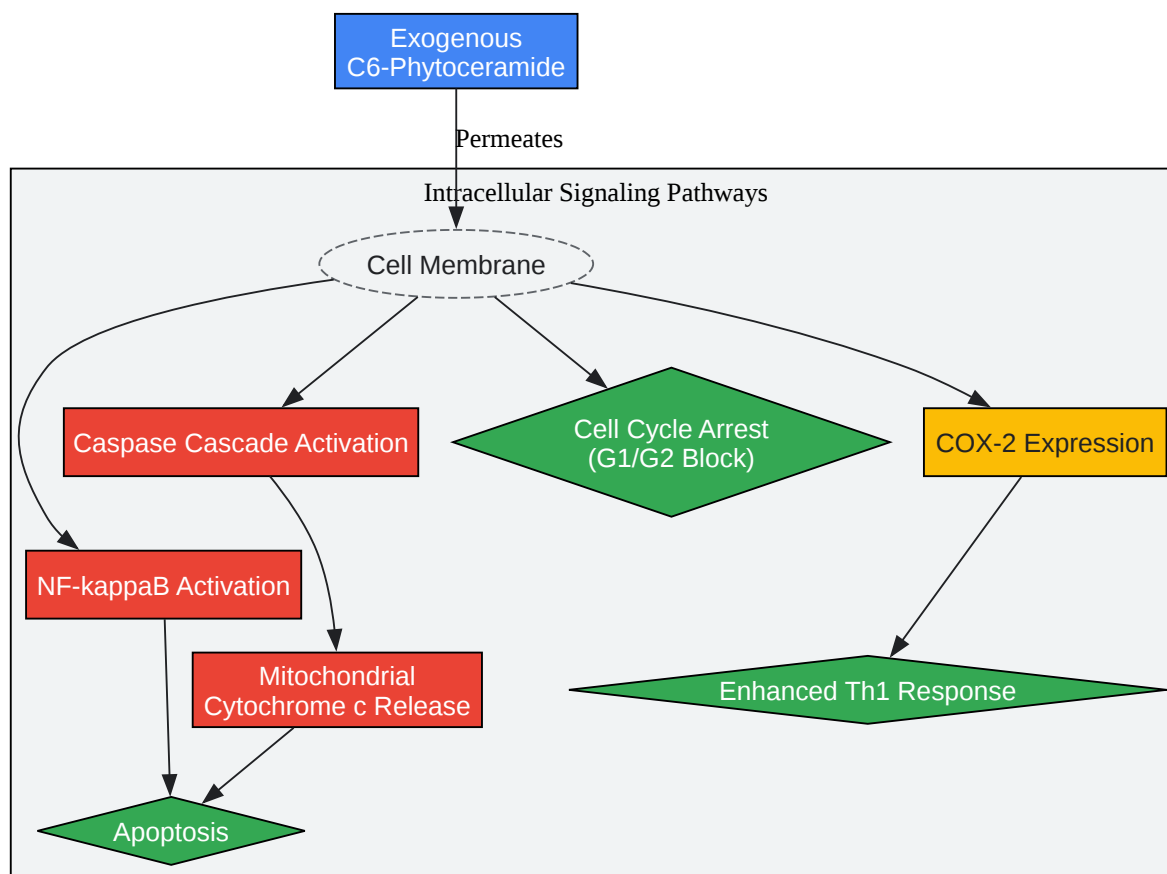 Exogenous
C6-Phytoceramide
Permeates
Intracellular Signaling Pathways
Cell Membrane
Caspase Cascade Activation
Cell Cycle Arrest
(G1/G2 Block)
COX-2 Expression
NF-kappaB Activation
Mitochondrial
Cytochrome c Release
Enhanced Th1 Response
Apoptosis